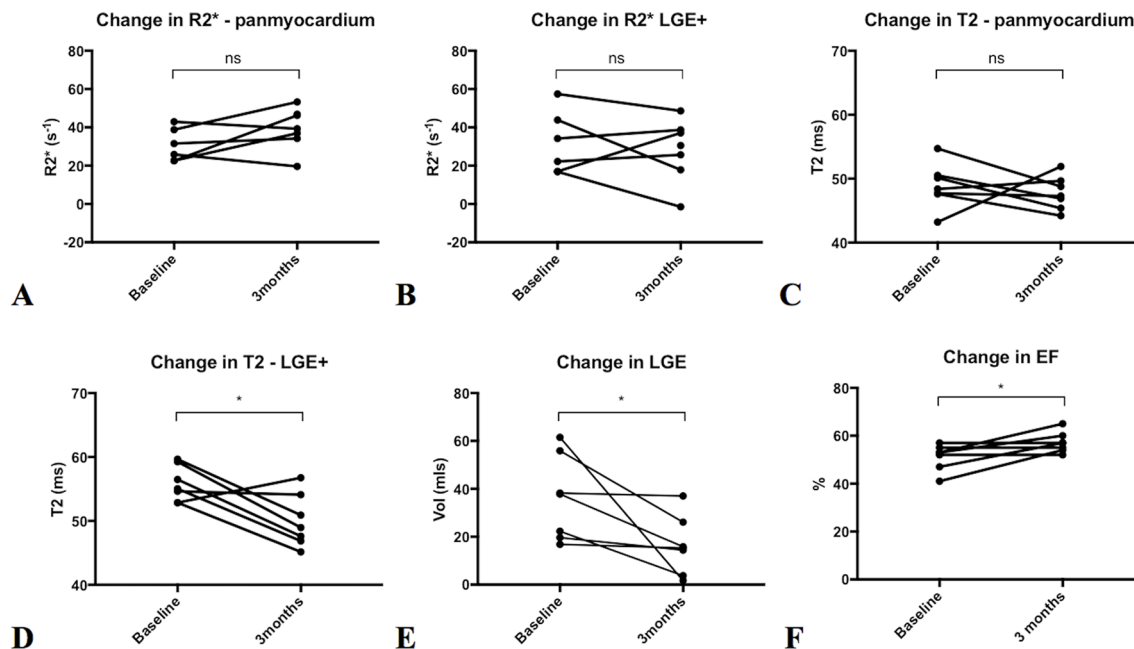 Change in R2* - panmyocardium
ns
80
60
40
20
0
-20
R2* (s-1)
Baseline
3months
A
Change in R2* LGE+
ns
80
60
40
20
0
-20
R2* (s-1)
Baseline
3months
B
Change in T2 - panmyocardium
ns
70
60
50
40
T2 (ms)
Baseline
3months
C
Change in T2 - LGE+
*
70
60
50
40
T2 (ms)
Baseline
3months
D
Change in LGE
*
80
60
40
20
0
Vol (mls)
Baseline
3months
E
Change in EF
*
80
60
40
20
0
%
Baseline
3 months
F